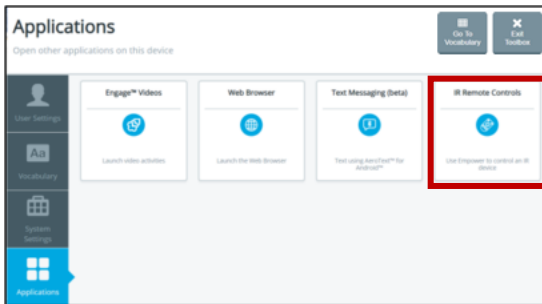 Applications
Open other applications on this device
Go To
Vocabulary
Exit
Toolbox
User Settings
Aa
Vocabulary
System
Settings
Applications
Engage™ Videos
Launch video activities
Web Browser
Launch the Web Browser
Text Messaging (beta)
Text using AeroText™ for
Android™
IR Remote Controls
Use Empower to control an IR
device